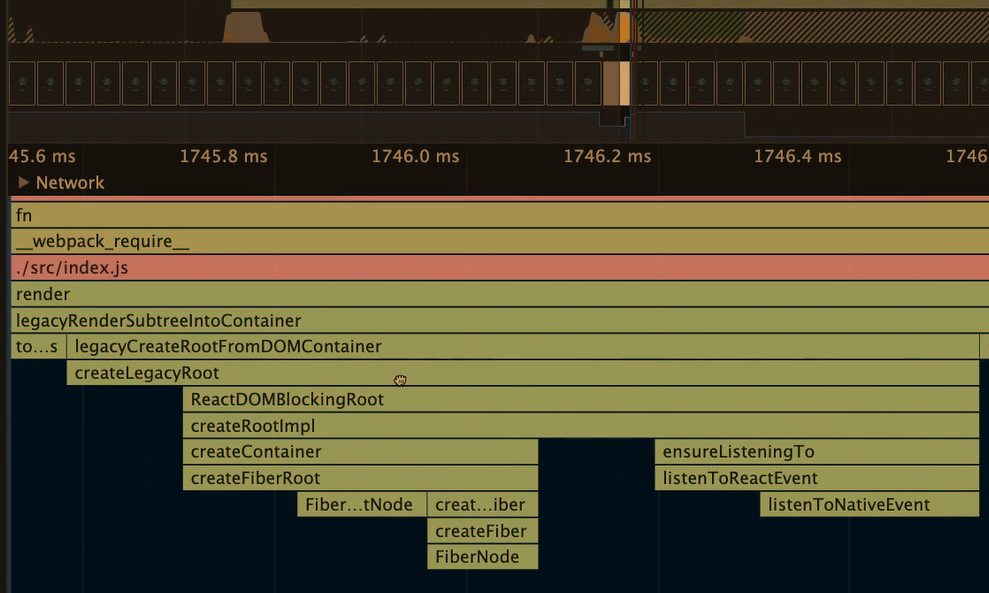 45.6 ms 1745.8 ms 1746.0 ms 1746.2 ms 1746.4 ms 1746
Network
fn
__webpack_require__
./src/index.js
render
legacyRenderSubtreeIntoContainer
to…s legacyCreateRootFromDOMContainer
createLegacyRoot
ReactDOMBlockingRoot
createRootImpl
createContainer ensureListeningTo
createFiberRoot listenToReactEvent
Fiber…tNode creat…iber listenToNativeEvent
createFiber
FiberNode